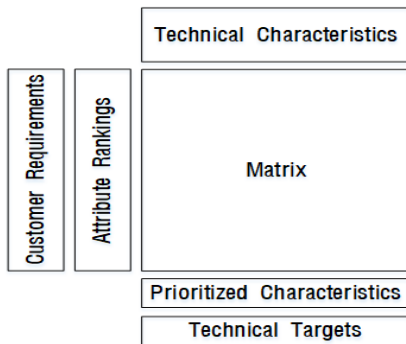 Technical Characteristics
Customer Requirements
Attribute Rankings
Matrix
Prioritized Characteristics
Technical Targets